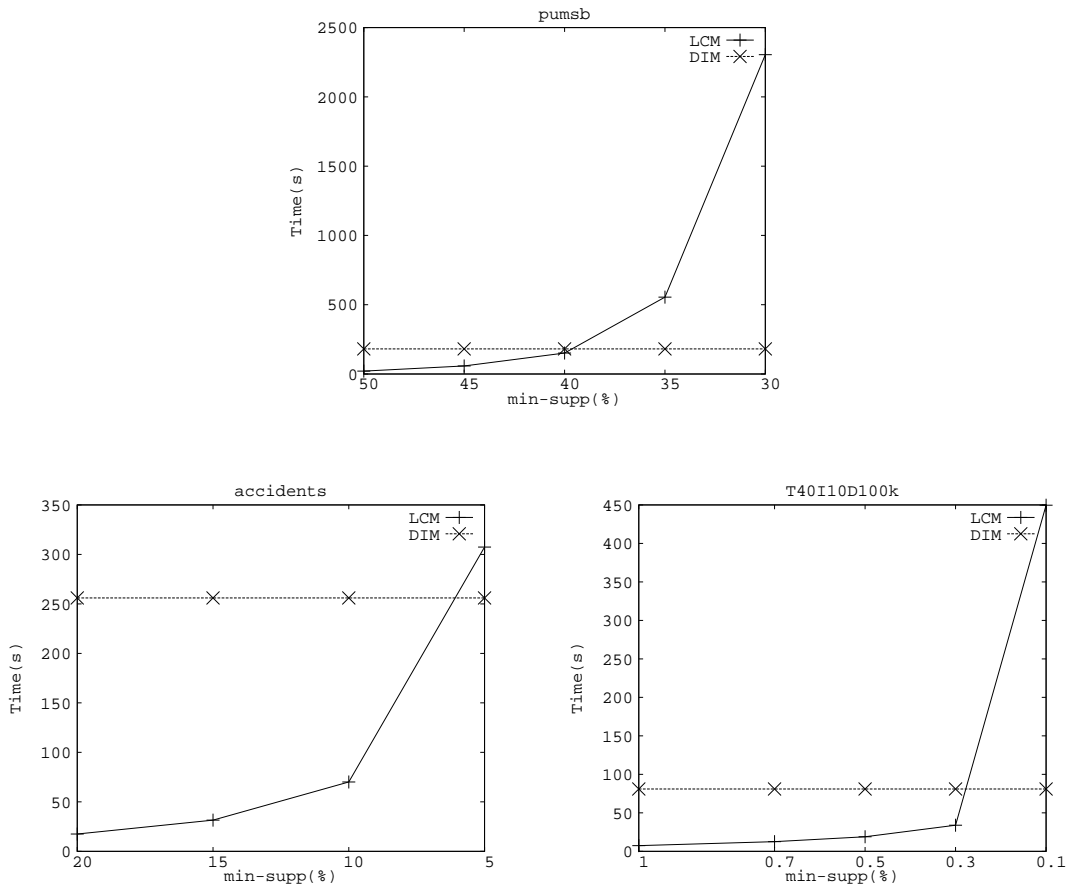 pumsb
2500
2000
1500
1000
500
0
Time(s)
LCM
DIM
50 45 40 35 30
min-supp(%)
accidents
350
300
250
200
150
100
50
0
Time(s)
LCM
DIM
20 15 10 5
min-supp(%)
T40I10D100k
450
400
350
300
250
200
150
100
50
0
Time(s)
LCM
DIM
1 0.7 0.5 0.3 0.1
min-supp(%)